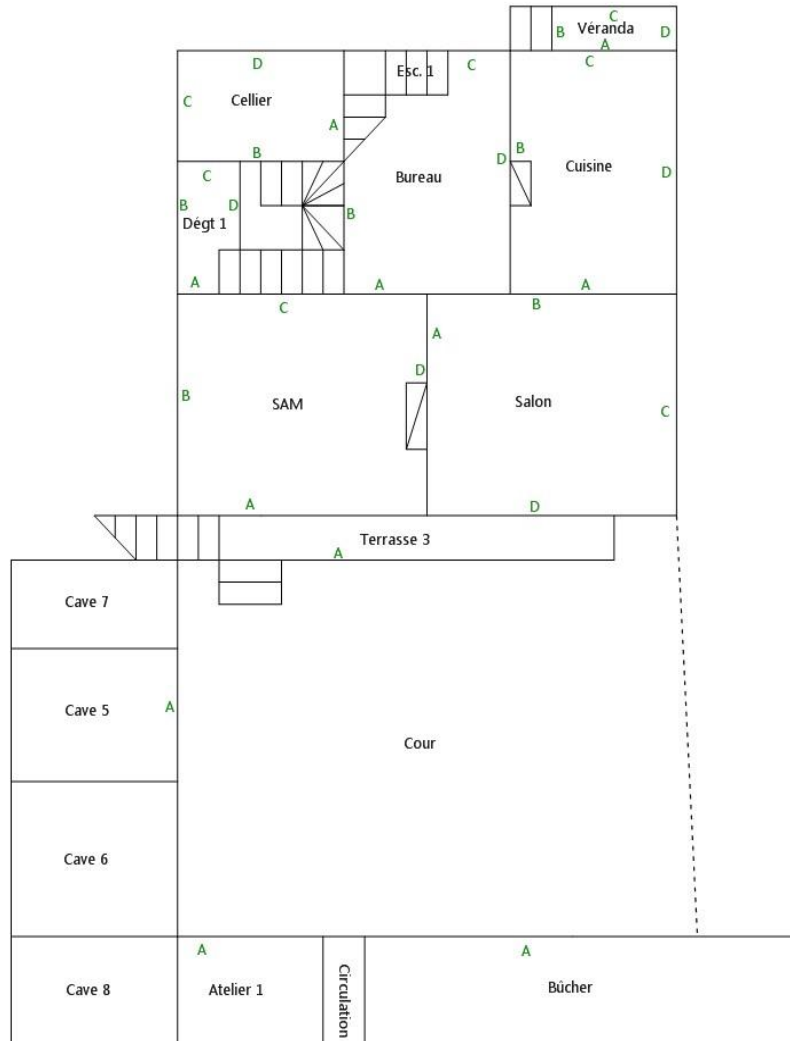 C
B
Véranda
D
A
D
Esc. 1
C
C
C
Cellier
A
B
B
D
Cuisine
D
Bureau
C
B
D
B
Dégt 1
A
A
A
C
B
A
D
B
SAM
Salon
C
A
D
Terrasse 3
A
Cave 7
Cave 5
A
Cour
Cave 6
A
A
Cave 8
Atelier 1
Circulation
Bûcher